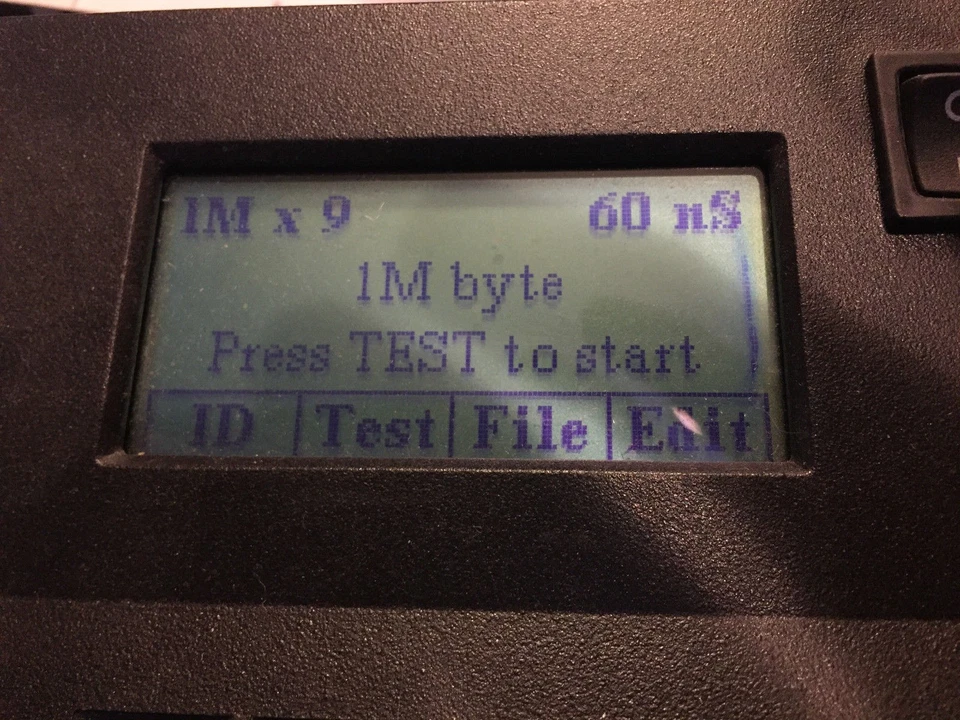 1M x 9 60 nS
1M byte
Press TEST to start
ID Test File Edit